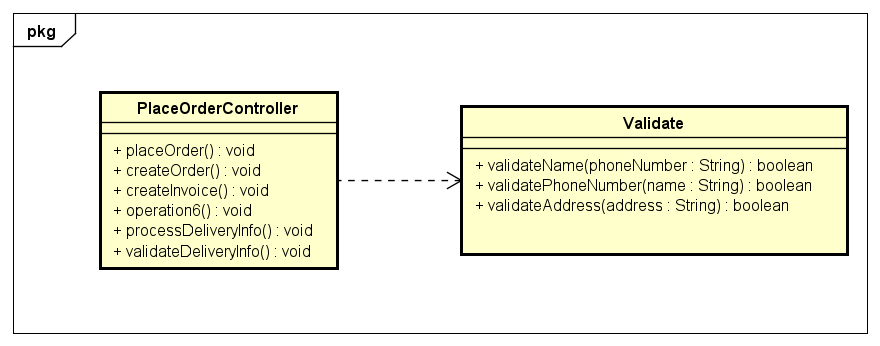 pkg
PlaceOrderController
+ placeOrder() : void
+ createOrder() : void
+ createInvoice() : void
+ operation6() : void
+ processDeliveryInfo() : void
+ validateDeliveryInfo() : void
Validate
+ validateName(phoneNumber : String) : boolean
+ validatePhoneNumber(name : String) : boolean
+ validateAddress(address : String) : boolean